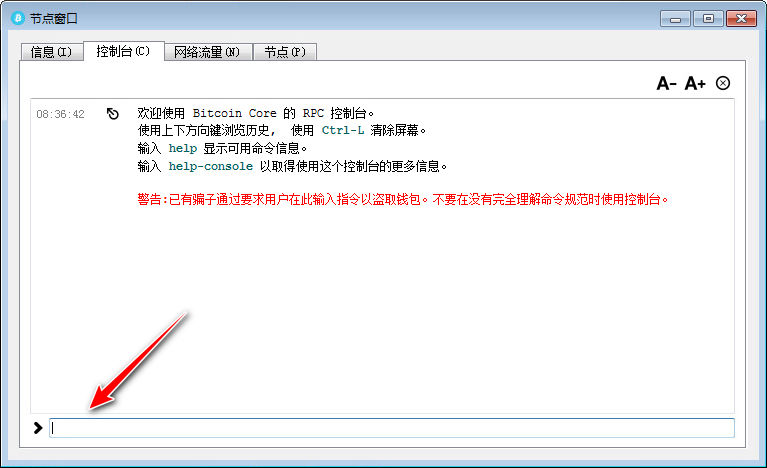 节点窗口
信息(I) 控制台(C) 网络流量(N) 节点(P)
A- A+
08:36:42 欢迎使用 Bitcoin Core 的 RPC 控制台。
使用上下方向键浏览历史, 使用 Ctrl-L 清除屏幕。
输入 help 显示可用命令信息。
输入 help-console 以取得使用这个控制台的更多信息。
警告:已有骗子通过要求用户在此输入指令以盗取钱包。不要在没有完全理解命令规范时使用控制台。